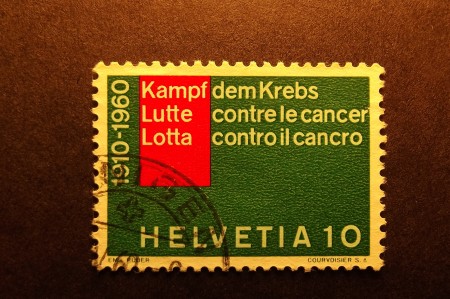 1910-1960
Kampf dem Krebs
Lutte contre le cancer
Lotta contro il cancro
HELVETIA 10
COURVOISIER S.A.